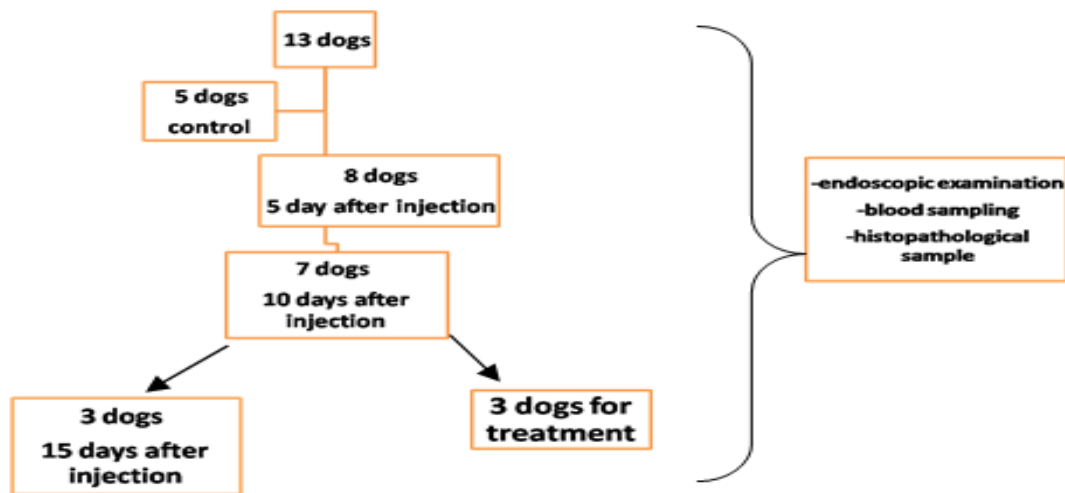 13 dogs
5 dogs
control
8 dogs
5 day after injection
7 dogs
10 days after
injection
3 dogs
15 days after
injection
3 dogs for
treatment
-endoscopic examination
-blood sampling
-histopathological
sample